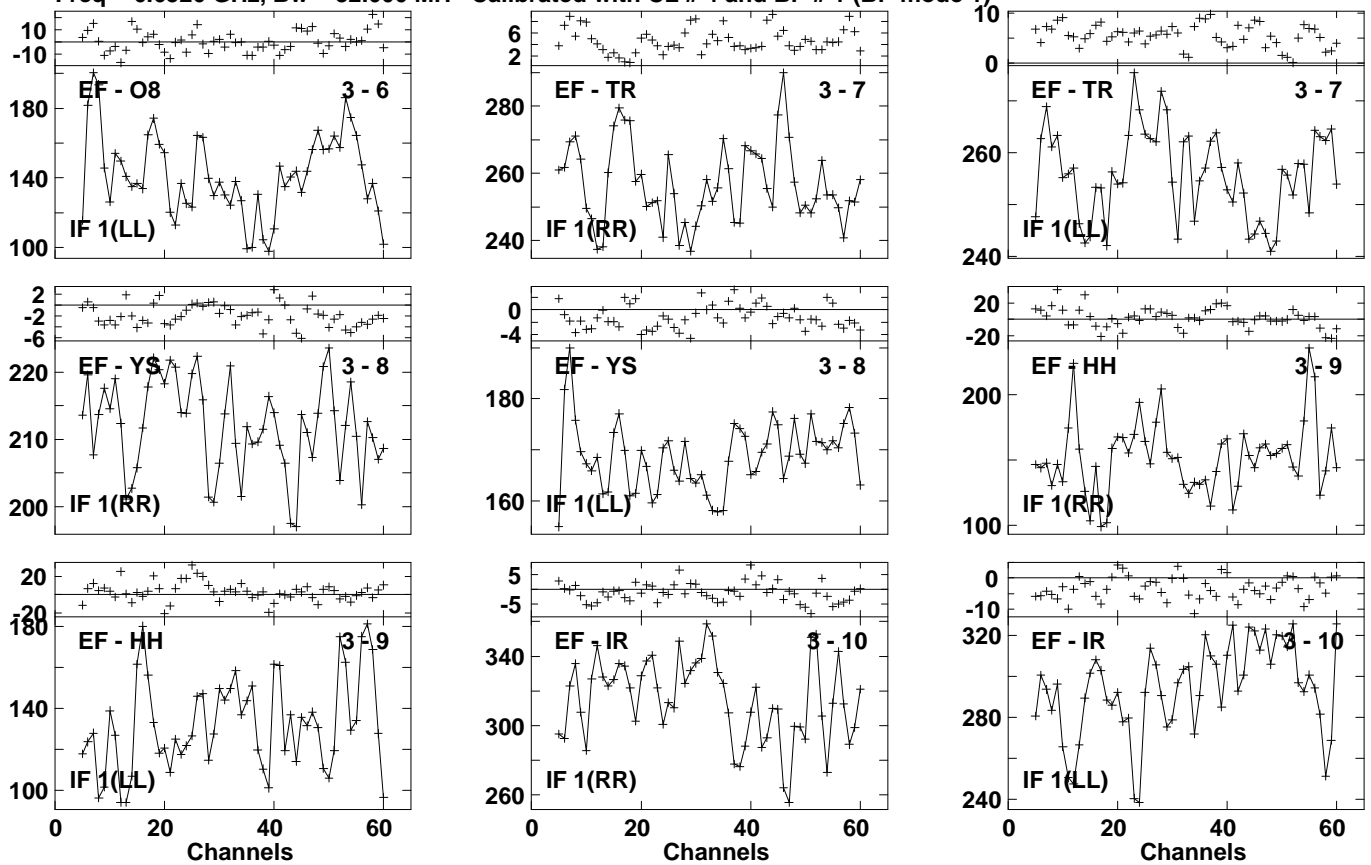 10
-10
EF - O8 3 - 6
180
140
100
IF 1(LL)
6
2
EF - TR 3 - 7
280
260
240
IF 1(RR)
10
0
EF - TR 3 - 7
260
240
IF 1(LL)
2
-2
-6
EF - YS 3 - 8
220
210
200
IF 1(RR)
0
-4
EF - YS 3 - 8
180
160
IF 1(LL)
20
-20
EF - HH 3 - 9
200
100
IF 1(RR)
20
-20
EF - HH 3 - 9
180
140
100
IF 1(LL)
0 20 40 60
Channels
5
-5
EF - IR 3 - 10
340
300
260
IF 1(RR)
0 20 40 60
Channels
0
-10
EF - IR 3 - 10
320
280
240
IF 1(LL)
0 20 40 60
Channels